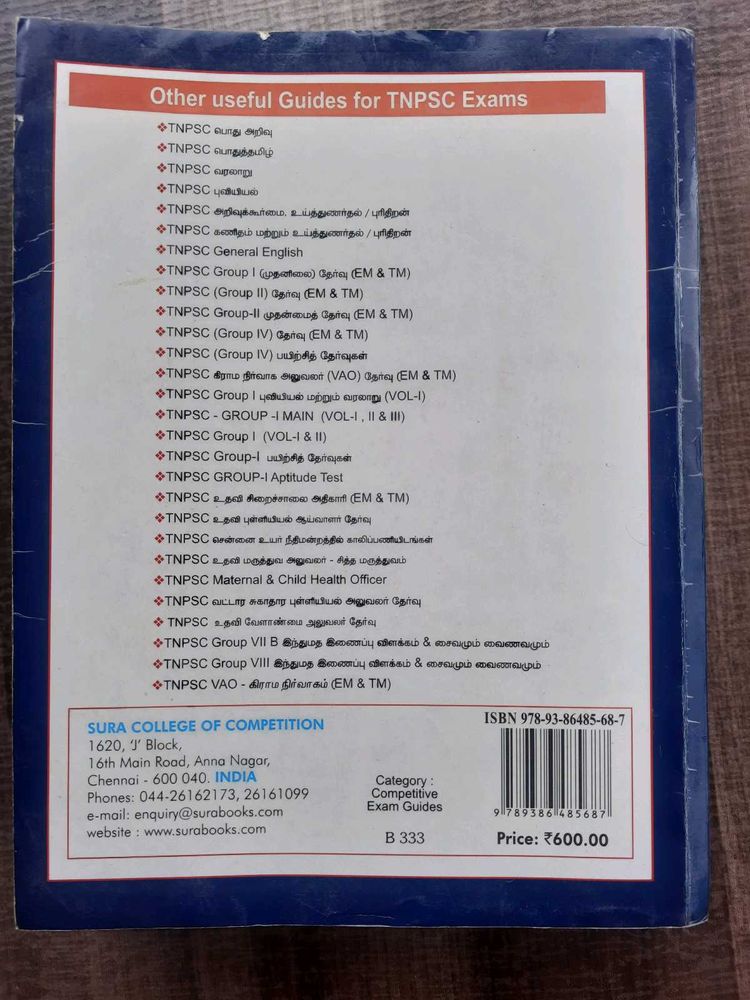 Other useful Guides for TNPSC Exams
❖TNPSC பொது அறிவு
❖TNPSC பொதுத்தமிழ்
❖TNPSC வரலாறு
❖TNPSC புவியியல்
❖TNPSC அறிவுக்கூர்மை, உய்த்துணர்தல் / புரிதிறன்
❖TNPSC கணிதம் மற்றும் உய்த்துணர்தல் / புரிதிறன்
❖TNPSC General English
❖TNPSC Group I (முதனிலை) தேர்வு (EM & TM)
❖TNPSC (Group II) தேர்வு (EM & TM)
❖TNPSC Group-II முதன்மைத் தேர்வு (EM & TM)
❖TNPSC (Group IV) தேர்வு (EM & TM)
❖TNPSC (Group IV) பயிற்சித் தேர்வுகள்
❖TNPSC கிராம நிர்வாக அலுவலர் (VAO) தேர்வு (EM & TM)
❖TNPSC Group I புவியியல் மற்றும் வரலாறு (VOL-I)
❖TNPSC - GROUP -I MAIN (VOL-I , II & III)
❖TNPSC Group I (VOL-I & II)
❖TNPSC Group-I பயிற்சித் தேர்வுகள்
❖TNPSC GROUP-I Aptitude Test
❖TNPSC உதவி சிறைச்சாலை அதிகாரி (EM & TM)
❖TNPSC உதவி புள்ளியியல் ஆய்வாளர் தேர்வு
❖TNPSC சென்னை உயர் நீதிமன்றத்தில் காலிப்பணியிடங்கள்
❖TNPSC உதவி மருத்துவ அலுவலர் - சித்த மருத்துவம்
❖TNPSC Maternal & Child Health Officer
❖TNPSC வட்டார சுகாதார புள்ளியியல் அலுவலர் தேர்வு
❖TNPSC உதவி வேளாண்மை அலுவலர் தேர்வு
❖TNPSC Group VII B இந்துமத இணைப்பு விளக்கம் & சைவமும் வைணவமும்
❖TNPSC Group VIII இந்துமத இணைப்பு விளக்கம் & சைவமும் வைணவமும்
❖TNPSC VAO - கிராம நிர்வாகம் (EM & TM)
SURA COLLEGE OF COMPETITION
1620, 'J' Block,
16th Main Road, Anna Nagar,
Chennai - 600 040. INDIA
Phones: 044-26162173, 26161099
e-mail: enquiry@surabooks.com
website : www.surabooks.com
Category :
Competitive
Exam Guides
B 333
ISBN 978-93-86485-68-7
9 789386 485687
Price: ₹600.00